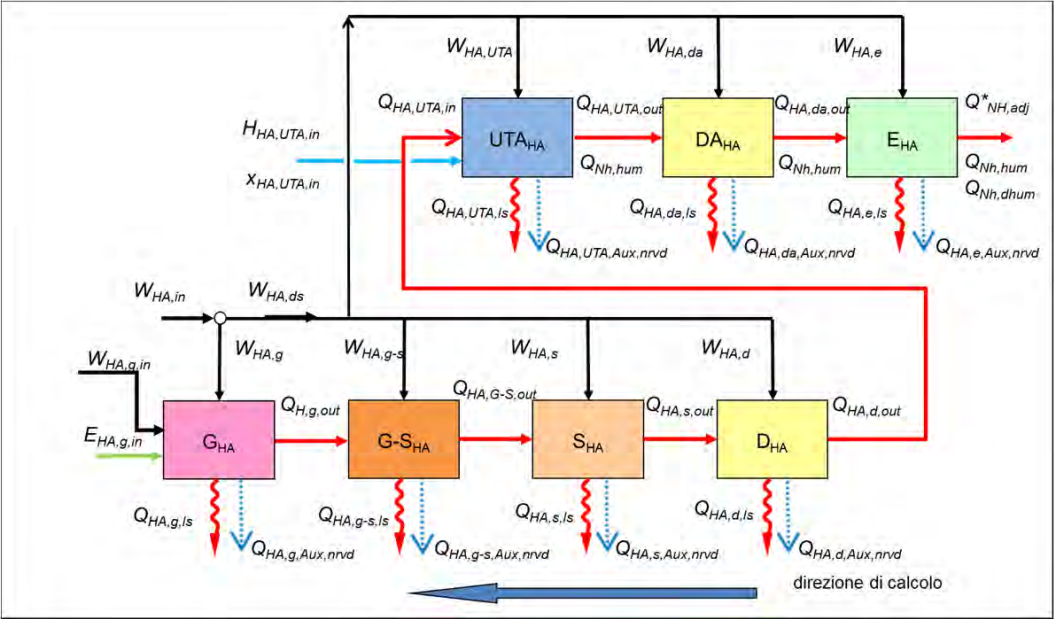 W_HA,UTA
W_HA,da
W_HA,e
Q_HA,UTA,in
Q_HA,UTA,out
Q_HA,da,out
Q*_NH,adj
H_HA,UTA,in
UTA_HA
DA_HA
E_HA
x_HA,UTA,in
Q_Nh,hum
Q_Nh,hum
Q_Nh,hum
Q_Nh,dhum
Q_HA,UTA,ls
Q_HA,da,ls
Q_HA,e,ls
Q_HA,UTA,Aux,nrvd
Q_HA,da,Aux,nrvd
Q_HA,e,Aux,nrvd
W_HA,in
W_HA,ds
W_HA,g
W_HA,g-s
W_HA,s
W_HA,d
W_HA,g,in
Q_H,g,out
Q_HA,G-S,out
Q_HA,s,out
Q_HA,d,out
E_HA,g,in
G_HA
G-S_HA
S_HA
D_HA
Q_HA,g,ls
Q_HA,g-s,ls
Q_HA,s,ls
Q_HA,d,ls
Q_HA,g,Aux,nrvd
Q_HA,g-s,Aux,nrvd
Q_HA,s,Aux,nrvd
Q_HA,d,Aux,nrvd
direzione di calcolo